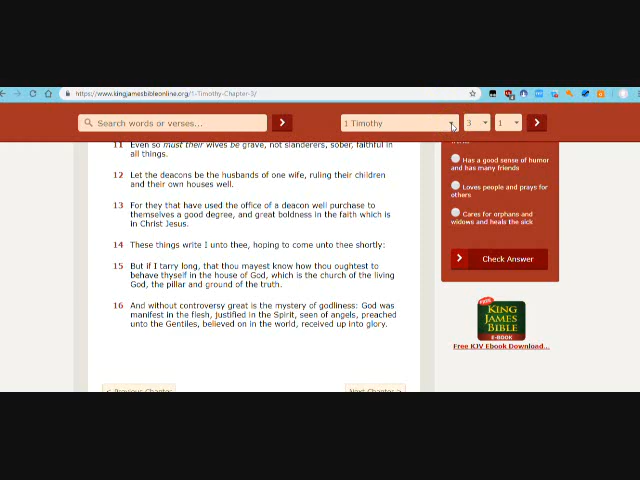 https://www.kingjamesbibleonline.org/1-Timothy-Chapter-3/
Search words or verses...
1 Timothy
3
1
11 Even so must their wives be grave, not slanderers, sober, faithful in
all things.
12 Let the deacons be the husbands of one wife, ruling their children
and their own houses well.
13 For they that have used the office of a deacon well purchase to
themselves a good degree, and great boldness in the faith which is
in Christ Jesus.
14 These things write I unto thee, hoping to come unto thee shortly:
15 But if I tarry long, that thou mayest know how thou oughtest to
behave thyself in the house of God, which is the church of the living
God, the pillar and ground of the truth.
16 And without controversy great is the mystery of godliness: God was
manifest in the flesh, justified in the Spirit, seen of angels, preached
unto the Gentiles, believed on in the world, received up into glory.
< Previous Chapter
Next Chapter >
Has a good sense of humor
and has many friends
Loves people and prays for
others
Cares for orphans and
widows and heals the sick
Check Answer
FREE
KING
JAMES
BIBLE
E-BOOK
Free KJV Ebook Download...